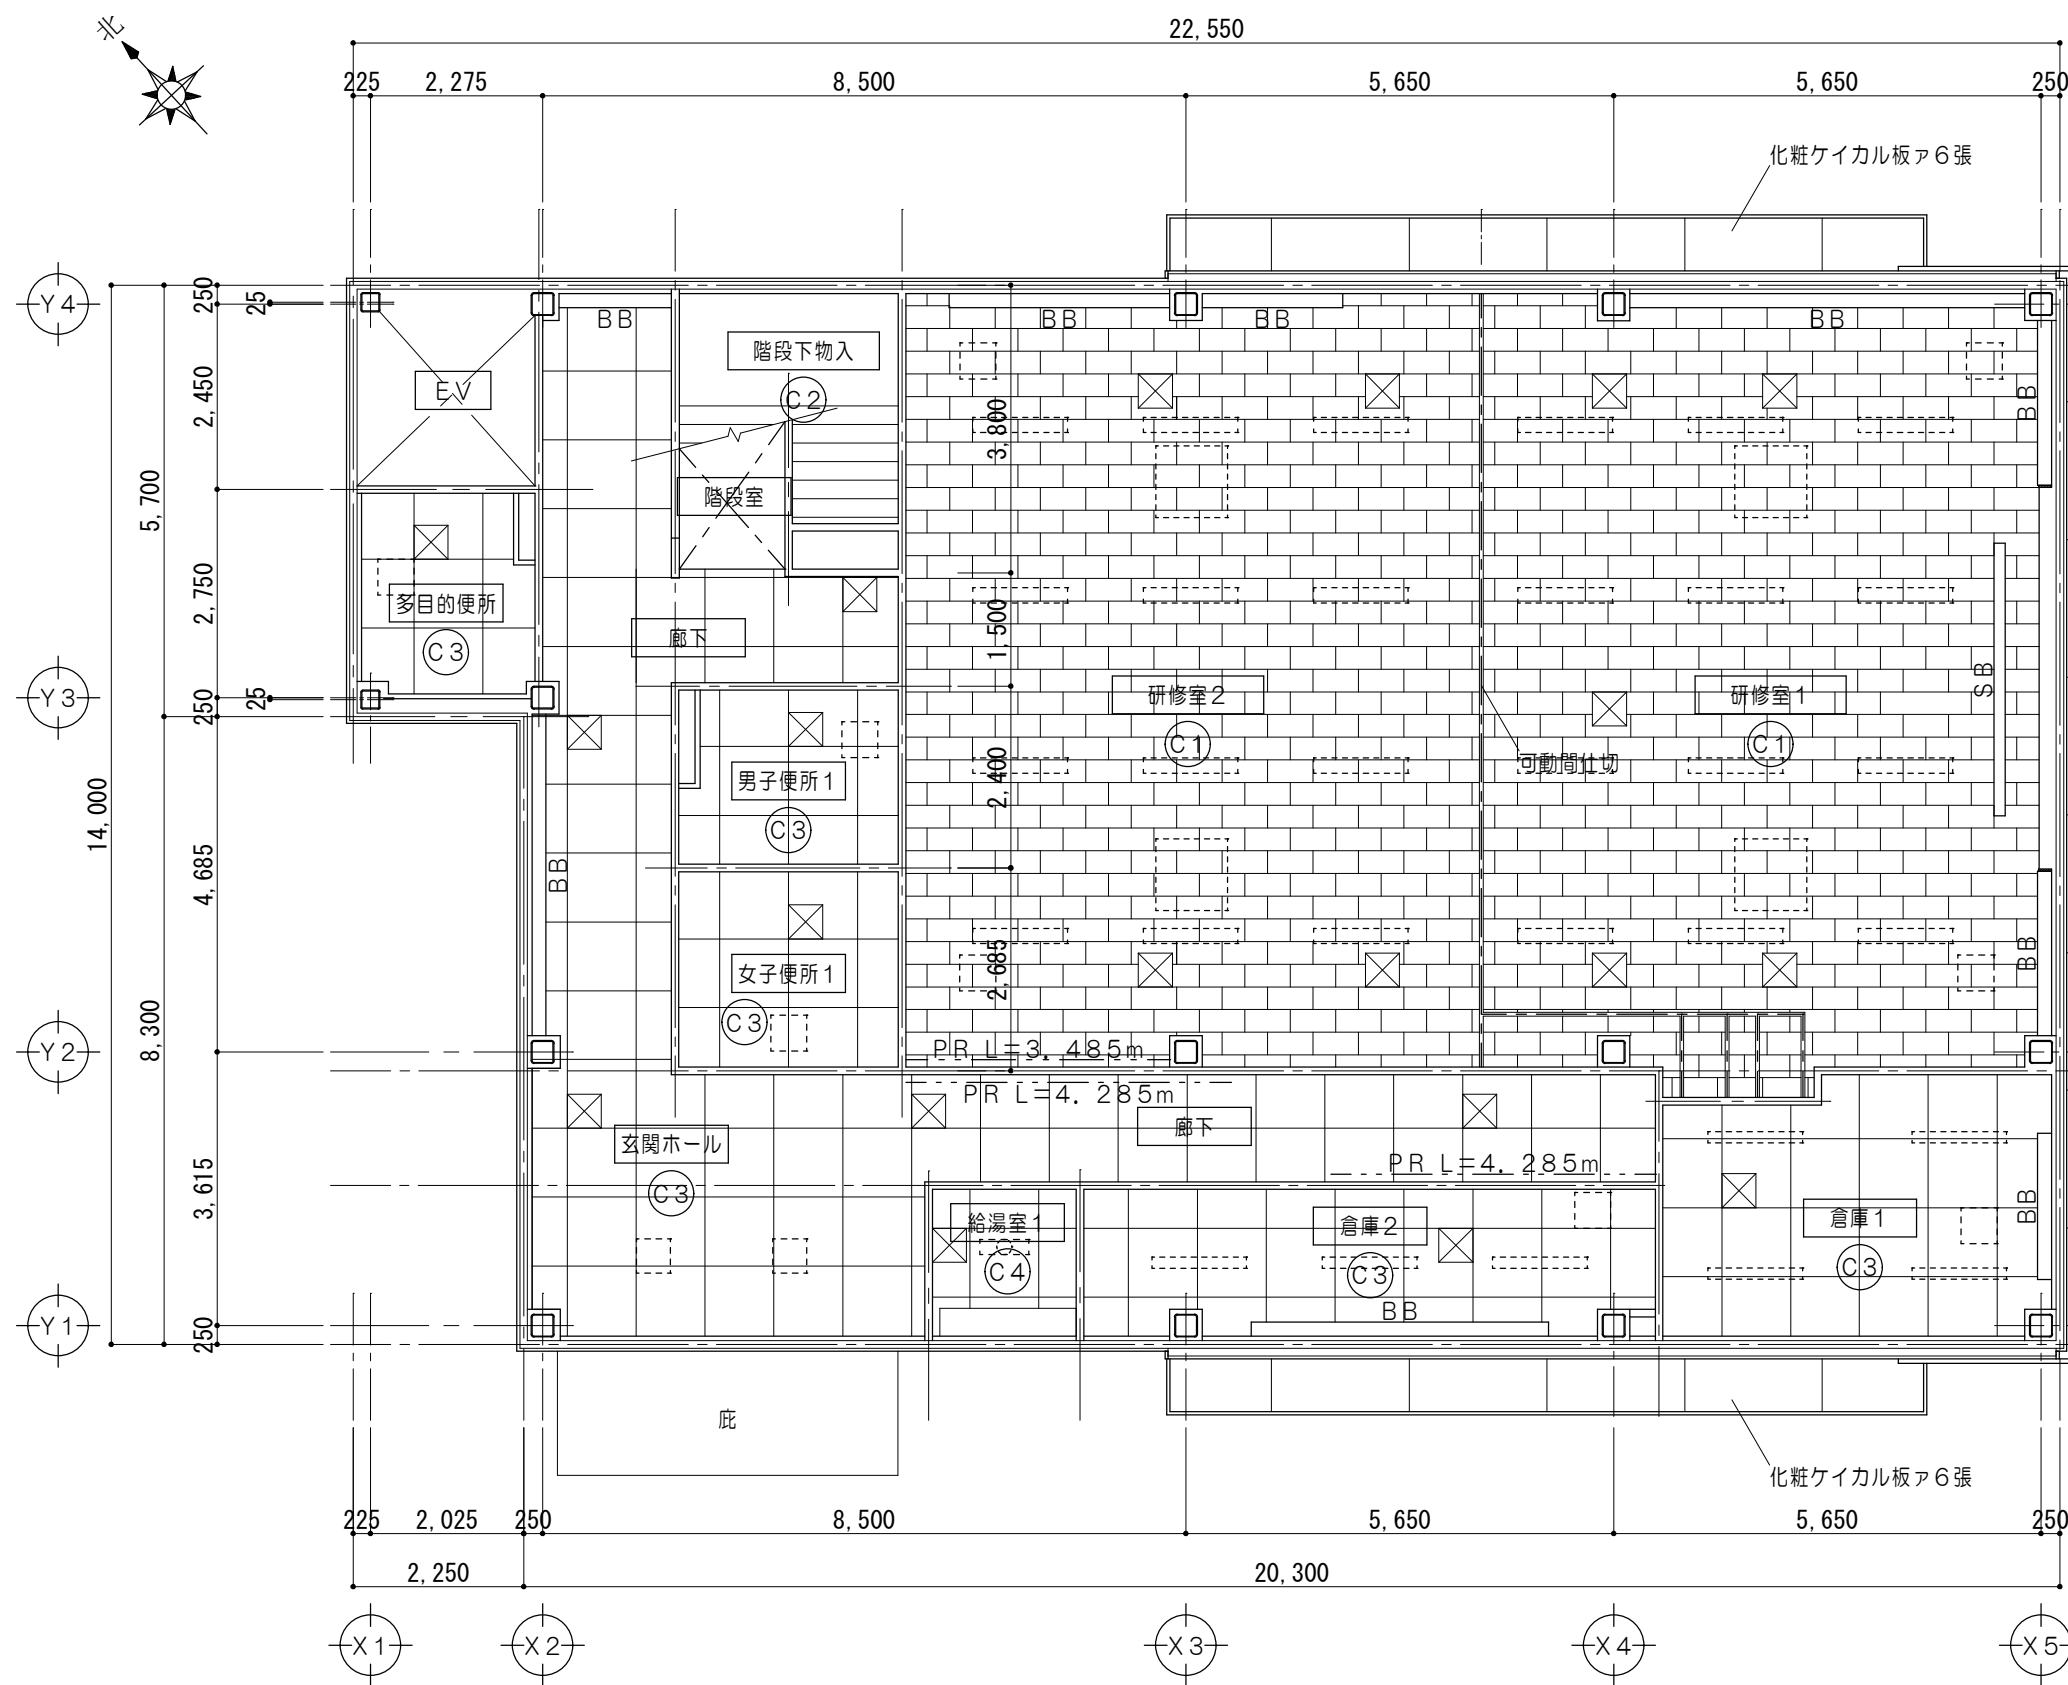 北
22,550
225
2,275
8,500
5,650
5,650
250
化粧ケイカル板ァ6張
Y4
250
25
BB
BB
BB
BB
階段下物入
C2
EV
2,450
BB
3,800
5,700
階段室
2,750
多目的便所
C3
廊下
1,500
Y3
250
25
研修室2
C1
研修室1
C1
SB
可動間仕切
男子便所1
C3
2,400
14,000
4,685
BB
女子便所1
C3
2,685
BB
Y2
8,300
PR L=3.485m
PR L=4.285m
廊下
玄関ホール
C3
PR L=4.285m
3,615
給湯室1
C4
倉庫2
C3
BB
倉庫1
C3
BB
Y1
250
庇
化粧ケイカル板ァ6張
225
2,025
250
8,500
5,650
5,650
250
2,250
20,300
X1
X2
X3
X4
X5